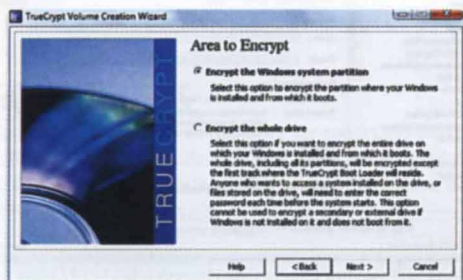 TrueCrypt Volume Creation Wizard
TRUECRYPT
Area to Encrypt
Encrypt the Windows system partition
Select this option to encrypt the partition where your Windows
is installed and from which it boots.
Encrypt the whole drive
Select this option if you want to encrypt the entire drive on
which your Windows is installed and from which it boots. The
whole drive, including all its partitions, will be encrypted except
the first track where the TrueCrypt Boot Loader will reside.
Anyone who wants to access a system installed on the drive, or
files stored on the drive, will need to enter the correct
password each time before the system starts. This option
cannot be used to encrypt a secondary or external drive if
Windows is not installed on it and does not boot from it.
Help
< Back
Next >
Cancel